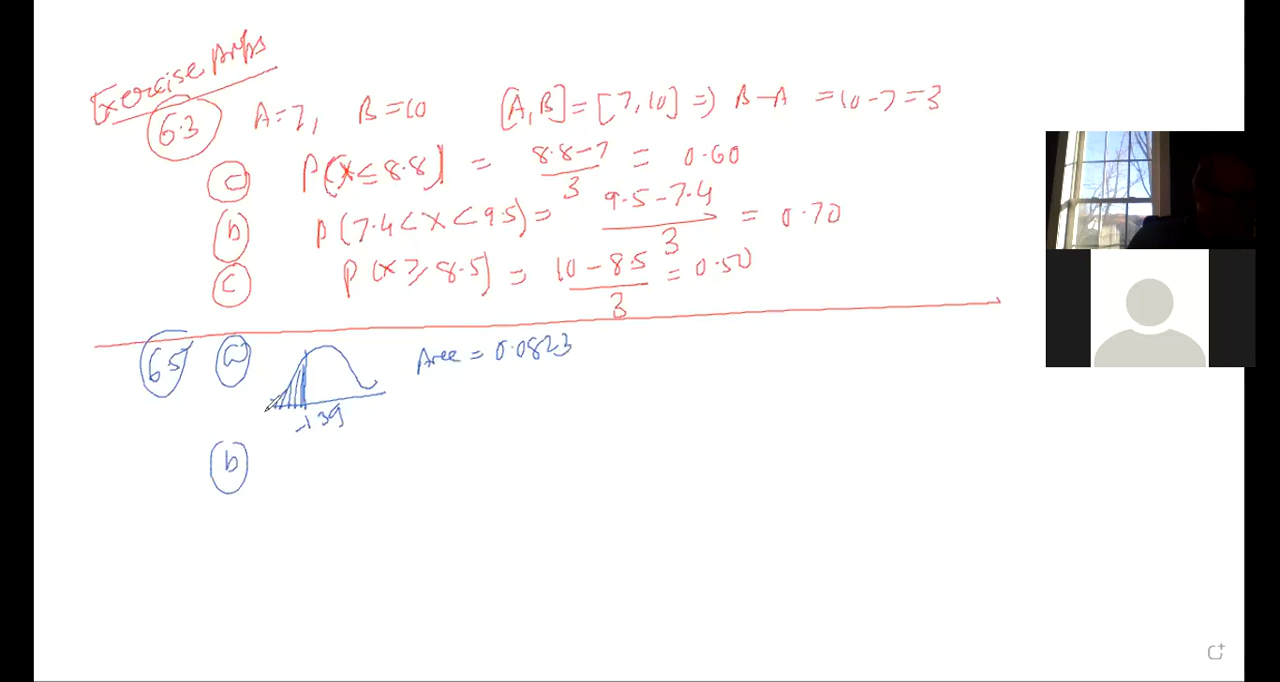 Exercise Probs
6.3 A=7, B=10 [A,B]=[7,10] => B-A =10-7=3
a P(X≤8.8) = 8.8-7/3 = 0.60
b P(7.4<X<9.5)= 9.5-7.4/3 = 0.70
c P(X≥8.5) = 10-8.5/3 = 0.50
6.5 a Area = 0.0823
-1.39
b